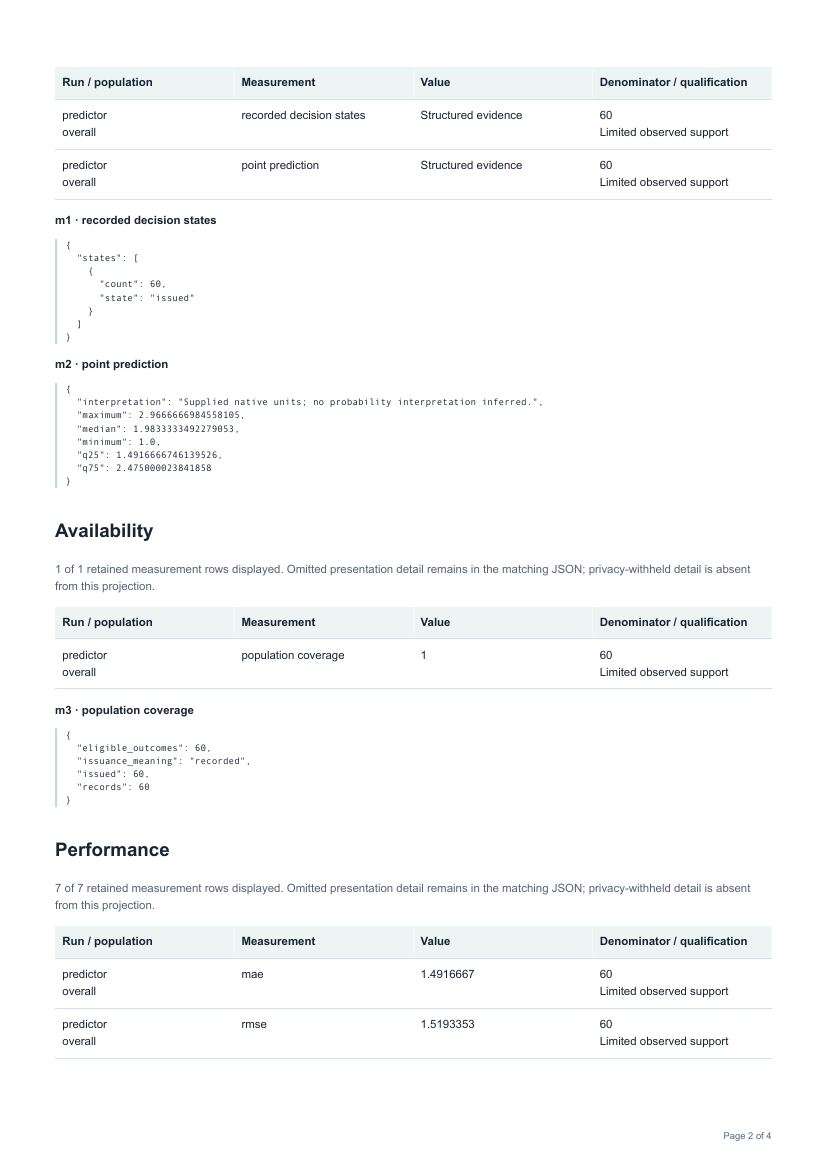 Run / population Measurement Value Denominator / qualification
predictor recorded decision states Structured evidence 60
overall Limited observed support
predictor point prediction Structured evidence 60
overall Limited observed support
m1 · recorded decision states
{
  "states": [
    {
      "count": 60,
      "state": "issued"
    }
  ]
}
m2 · point prediction
{
  "interpretation": "Supplied native units; no probability interpretation inferred.",
  "maximum": 2.9666666984558105,
  "median": 1.9833333492279053,
  "minimum": 1.0,
  "q25": 1.4916666746139526,
  "q75": 2.475000023841858
}
Availability
1 of 1 retained measurement rows displayed. Omitted presentation detail remains in the matching JSON; privacy-withheld detail is absent
from this projection.
Run / population Measurement Value Denominator / qualification
predictor population coverage 1 60
overall Limited observed support
m3 · population coverage
{
  "eligible_outcomes": 60,
  "issuance_meaning": "recorded",
  "issued": 60,
  "records": 60
}
Performance
7 of 7 retained measurement rows displayed. Omitted presentation detail remains in the matching JSON; privacy-withheld detail is absent
from this projection.
Run / population Measurement Value Denominator / qualification
predictor mae 1.4916667 60
overall Limited observed support
predictor rmse 1.5193353 60
overall Limited observed support
Page 2 of 4